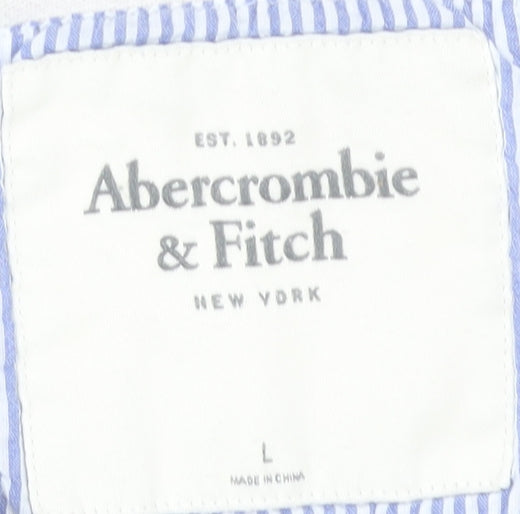 EST. 1892
Abercrombie
& Fitch
NEW YORK
L
MADE IN CHINA